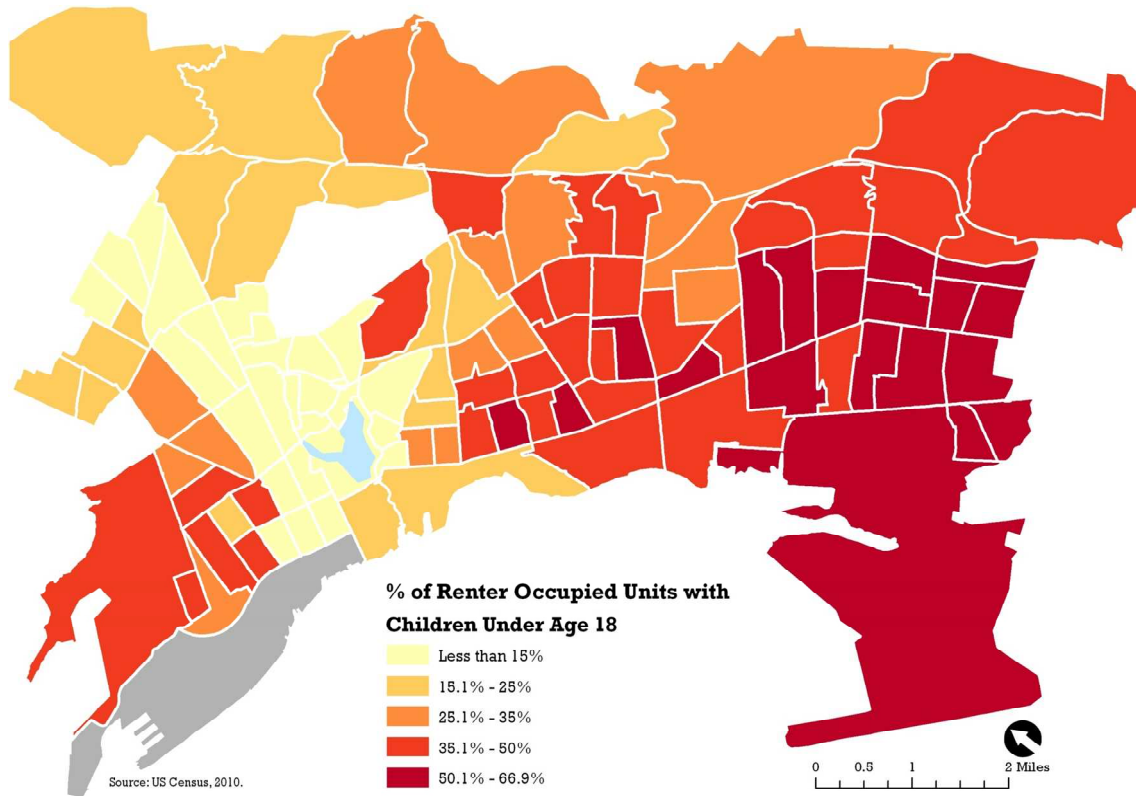 % of Renter Occupied Units with
Children Under Age 18
Less than 15%
15.1% - 25%
25.1% - 35%
35.1% - 50%
50.1% - 66.9%
Source: US Census, 2010.
0 0.5 1 2 Miles